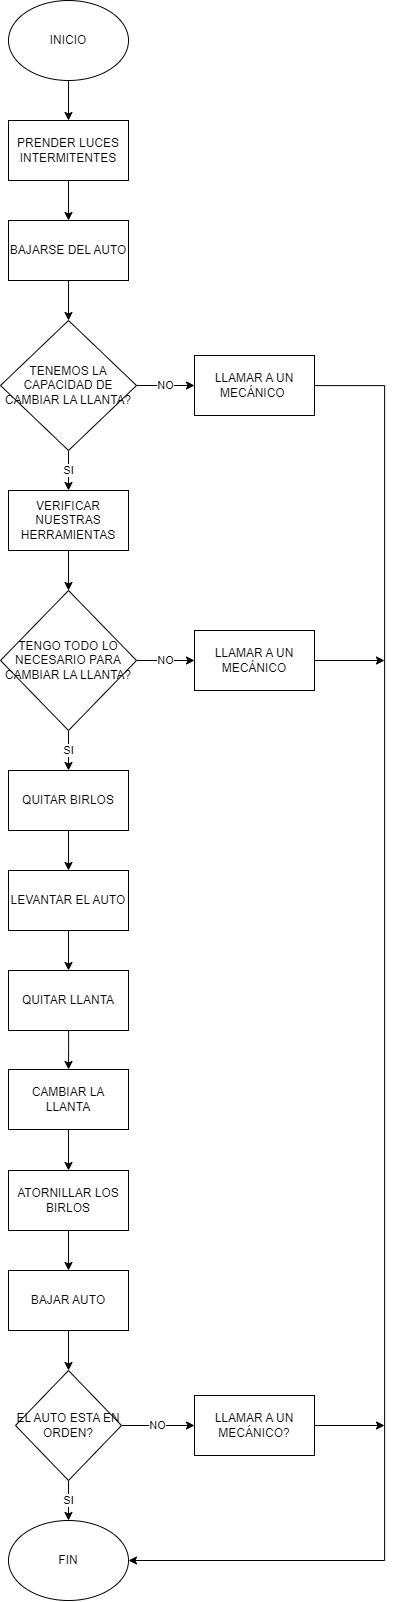 INICIO
PRENDER LUCES
INTERMITENTES
BAJARSE DEL AUTO
TENEMOS LA
CAPACIDAD DE
CAMBIAR LA LLANTA?
NO
LLAMAR A UN
MECÁNICO
SI
VERIFICAR
NUESTRAS
HERRAMIENTAS
TENGO TODO LO
NECESARIO PARA
CAMBIAR LA LLANTA?
NO
LLAMAR A UN
MECÁNICO
SI
QUITAR BIRLOS
LEVANTAR EL AUTO
QUITAR LLANTA
CAMBIAR LA
LLANTA
ATORNILLAR LOS
BIRLOS
BAJAR AUTO
EL AUTO ESTA EN
ORDEN?
NO
LLAMAR A UN
MECÁNICO?
SI
FIN